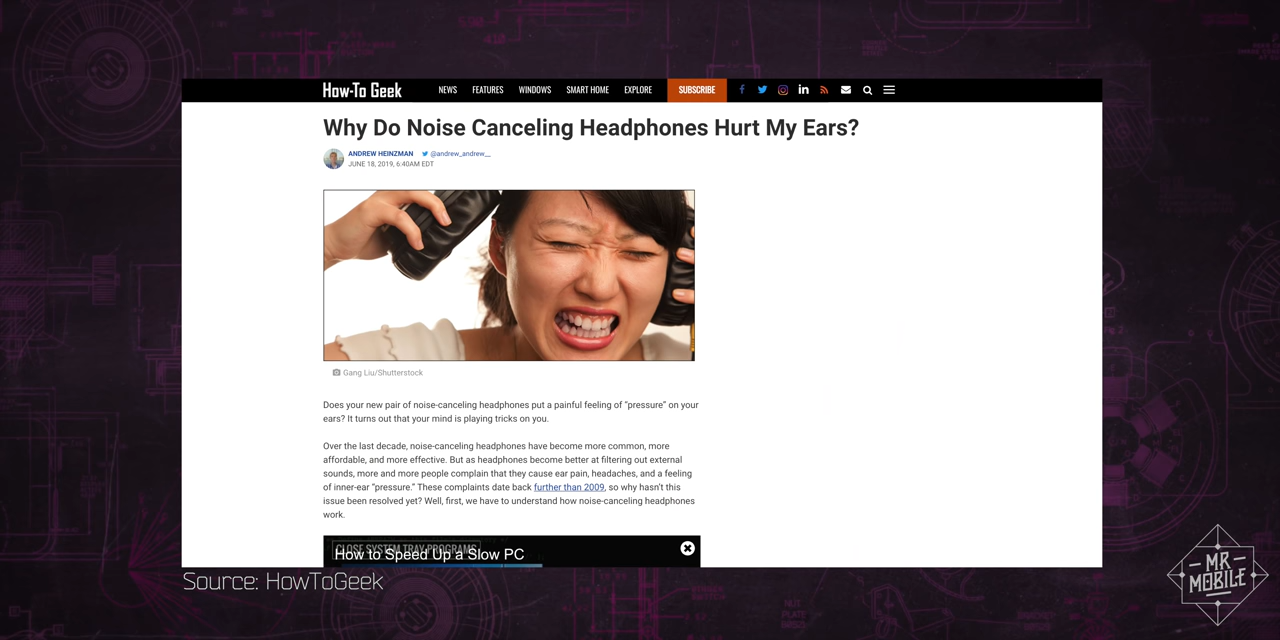 How-To Geek
NEWS FEATURES WINDOWS SMART HOME EXPLORE SUBSCRIBE
Why Do Noise Canceling Headphones Hurt My Ears?
ANDREW HEINZMAN @andrew_andrew__
JUNE 18, 2019, 6:40AM EDT
Gang Liu/Shutterstock
Does your new pair of noise-canceling headphones put a painful feeling of “pressure” on your
ears? It turns out that your mind is playing tricks on you.
Over the last decade, noise-canceling headphones have become more common, more
affordable, and more effective. But as headphones become better at filtering out external
sounds, more and more people complain that they cause ear pain, headaches, and a feeling
of inner-ear “pressure.” These complaints date back further than 2009, so why hasn’t this
issue been resolved yet? Well, first, we have to understand how noise-canceling headphones
work.
CLOSE SYSTEM TRAY PROGRAMS
How to Speed Up a Slow PC
Source: HowToGeek
MR
MOBILE